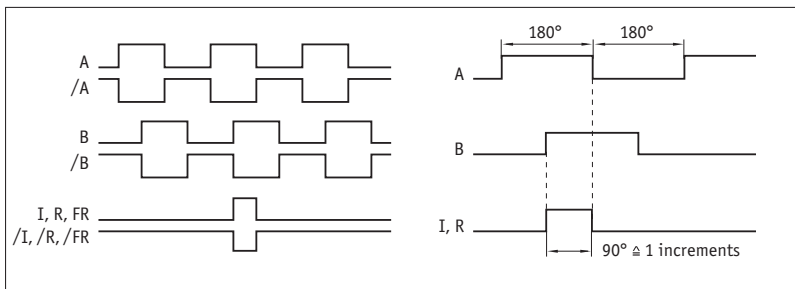 A
/A
B
/B
I, R, FR
/I, /R, /FR
180° 180°
A
B
I, R
90° ≙ 1 increments